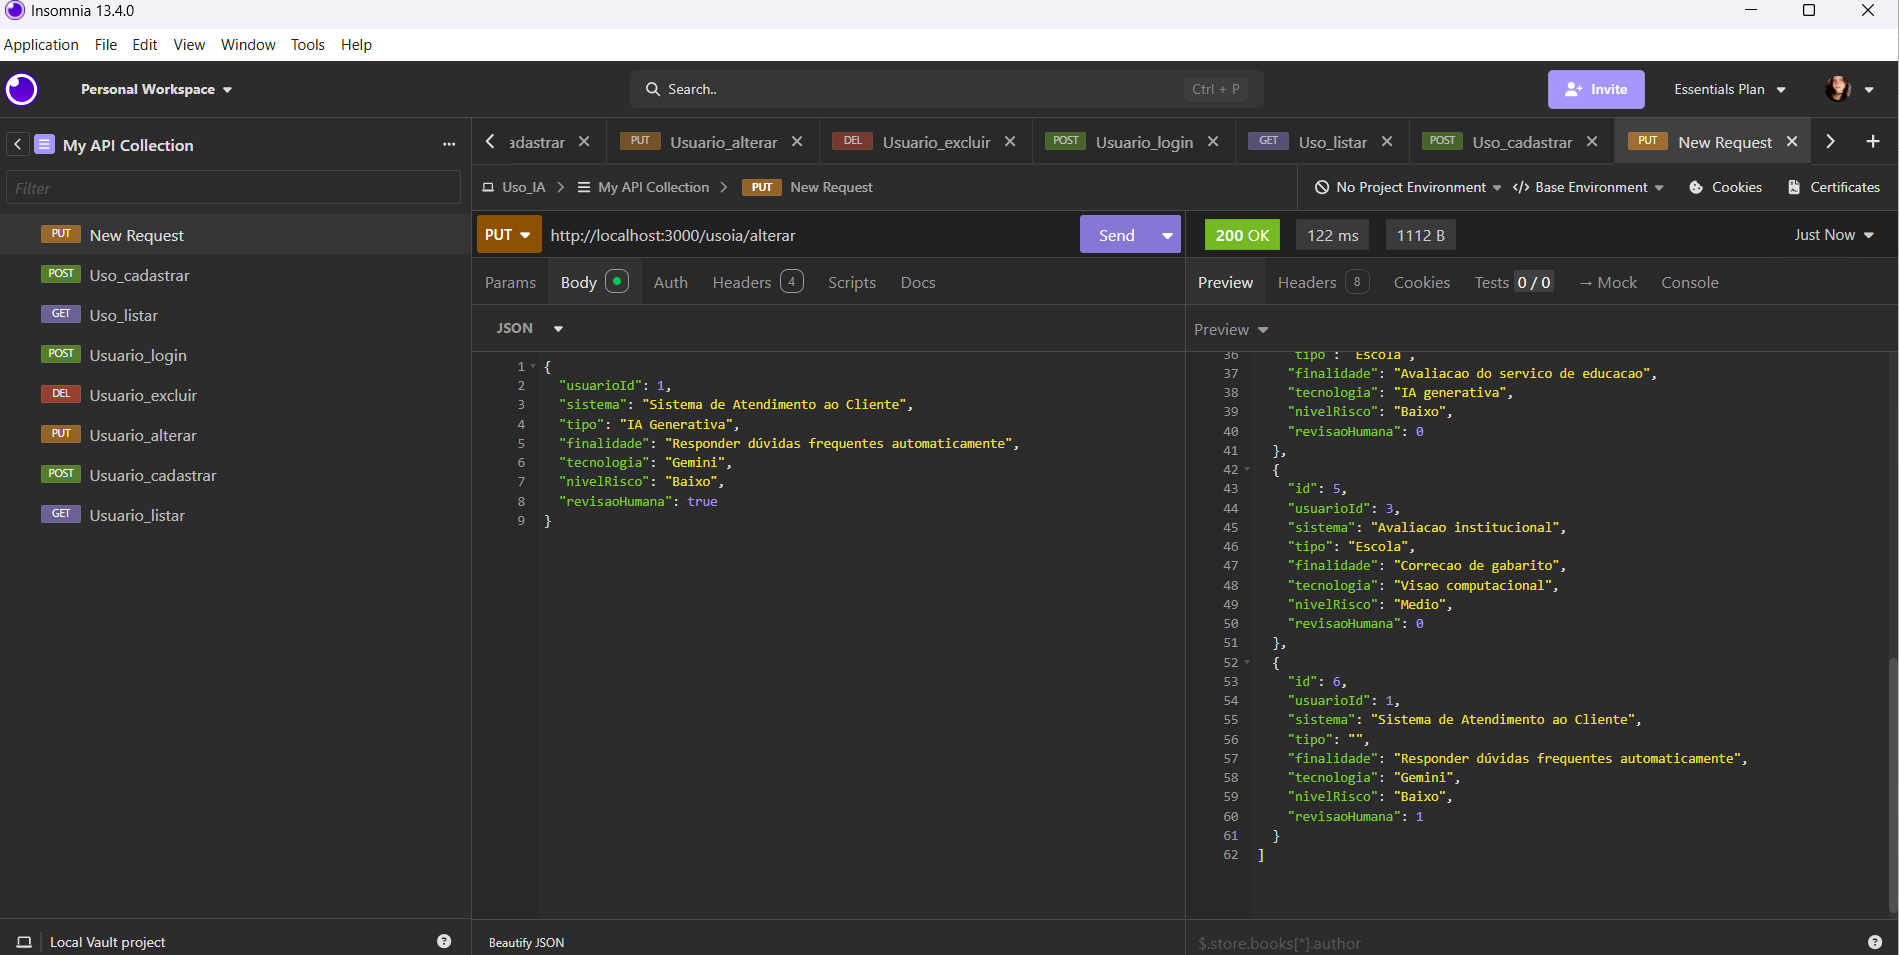 Insomnia 13.4.0
Application File Edit View Window Tools Help
Personal Workspace
Search..
Ctrl + P
Invite
Essentials Plan
My API Collection
Filter
PUT New Request
POST Uso_cadastrar
GET Uso_listar
POST Usuario_login
DEL Usuario_excluir
PUT Usuario_alterar
POST Usuario_cadastrar
GET Usuario_listar
Local Vault project
adastrar
PUT Usuario_alterar
DEL Usuario_excluir
POST Usuario_login
GET Uso_listar
POST Uso_cadastrar
PUT New Request
Uso_IA My API Collection PUT New Request
No Project Environment </> Base Environment Cookies Certificates
PUT http://localhost:3000/usoia/alterar Send
Params Body Auth Headers 4 Scripts Docs
JSON
1 {
2 "usuarioId": 1,
3 "sistema": "Sistema de Atendimento ao Cliente",
4 "tipo": "IA Generativa",
5 "finalidade": "Responder dúvidas frequentes automaticamente",
6 "tecnologia": "Gemini",
7 "nivelRisco": "Baixo",
8 "revisaoHumana": true
9 }
Beautify JSON
200 OK 122 ms 1112 B Just Now
Preview Headers 8 Cookies Tests 0 / 0 → Mock Console
Preview
36 "tipo": "Escola",
37 "finalidade": "Avaliacao do servico de educacao",
38 "tecnologia": "IA generativa",
39 "nivelRisco": "Baixo",
40 "revisaoHumana": 0
41 },
42 {
43 "id": 5,
44 "usuarioId": 3,
45 "sistema": "Avaliacao institucional",
46 "tipo": "Escola",
47 "finalidade": "Correcao de gabarito",
48 "tecnologia": "Visao computacional",
49 "nivelRisco": "Medio",
50 "revisaoHumana": 0
51 },
52 {
53 "id": 6,
54 "usuarioId": 1,
55 "sistema": "Sistema de Atendimento ao Cliente",
56 "tipo": "",
57 "finalidade": "Responder dúvidas frequentes automaticamente",
58 "tecnologia": "Gemini",
59 "nivelRisco": "Baixo",
60 "revisaoHumana": 1
61 }
62 ]
$.store.books[*].author